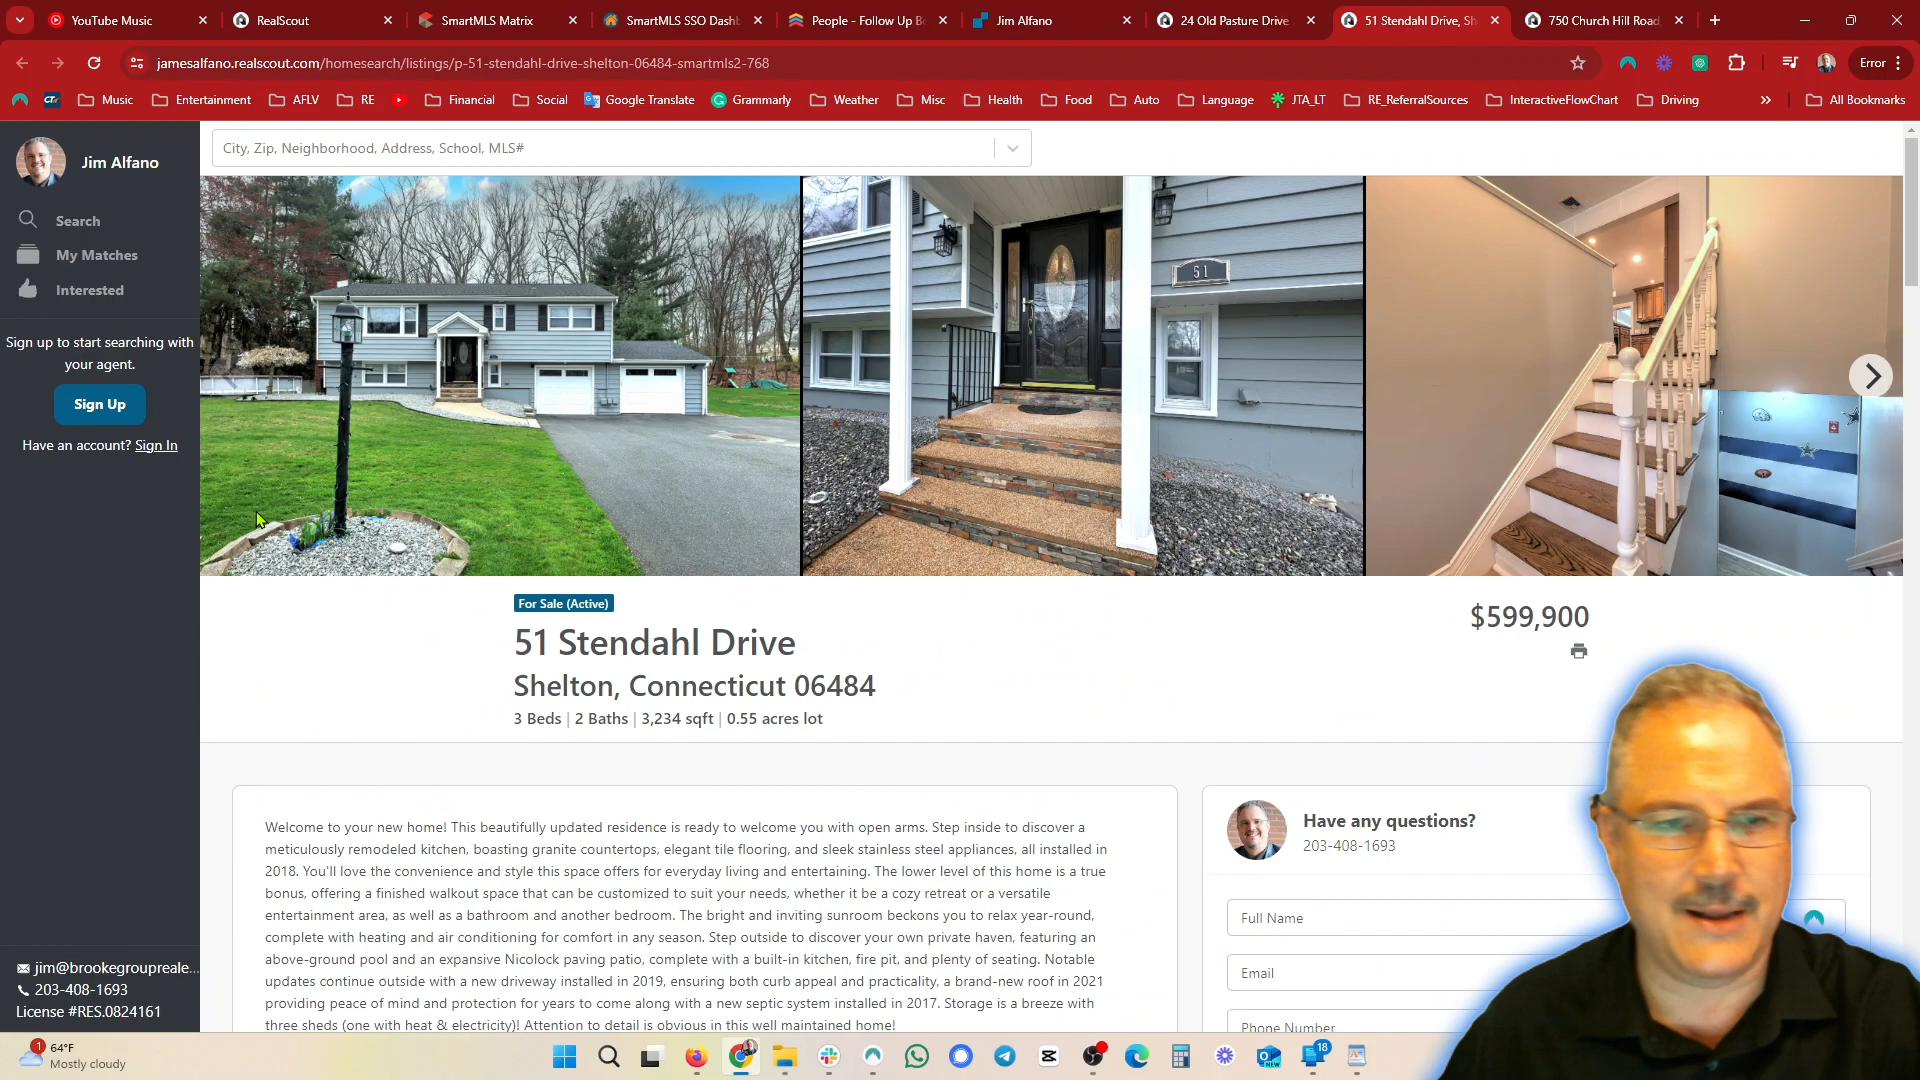 YouTube Music
RealScout
SmartMLS Matrix
SmartMLS SSO Dashb
People - Follow Up B
Jim Alfano
24 Old Pasture Drive
51 Stendahl Drive, Sh
750 Church Hill Road
jamesalfano.realscout.com/homesearch/listings/p-51-stendahl-drive-shelton-06484-smartmls2-768
Error
Music
Entertainment
AFLV
RE
Financial
Social
Google Translate
Grammarly
Weather
Misc
Health
Food
Auto
Language
JTA_LT
RE_ReferralSources
InteractiveFlowChart
Driving
All Bookmarks
Jim Alfano
City, Zip, Neighborhood, Address, School, MLS#
Search
My Matches
Interested
Sign up to start searching with
your agent.
Sign Up
Have an account? Sign In
51
For Sale (Active)
51 Stendahl Drive
Shelton, Connecticut 06484
3 Beds | 2 Baths | 3,234 sqft | 0.55 acres lot
$599,900
Welcome to your new home! This beautifully updated residence is ready to welcome you with open arms. Step inside to discover a
meticulously remodeled kitchen, boasting granite countertops, elegant tile flooring, and sleek stainless steel appliances, all installed in
2018. You'll love the convenience and style this space offers for everyday living and entertaining. The lower level of this home is a true
bonus, offering a finished walkout space that can be customized to suit your needs, whether it be a cozy retreat or a versatile
entertainment area, as well as a bathroom and another bedroom. The bright and inviting sunroom beckons you to relax year-round,
complete with heating and air conditioning for comfort in any season. Step outside to discover your own private haven, featuring an
above-ground pool and an expansive Nicolock paving patio, complete with a built-in kitchen, fire pit, and plenty of seating. Notable
updates continue outside with a new driveway installed in 2019, ensuring both curb appeal and practicality, a brand-new roof in 2021
providing peace of mind and protection for years to come along with a new septic system installed in 2017. Storage is a breeze with
three sheds (one with heat & electricity)! Attention to detail is obvious in this well maintained home!
Have any questions?
203-408-1693
Full Name
Email
Phone Number
jim@brookegroupreale...
203-408-1693
License #RES.0824161
1
64°F
Mostly cloudy
18
NEW